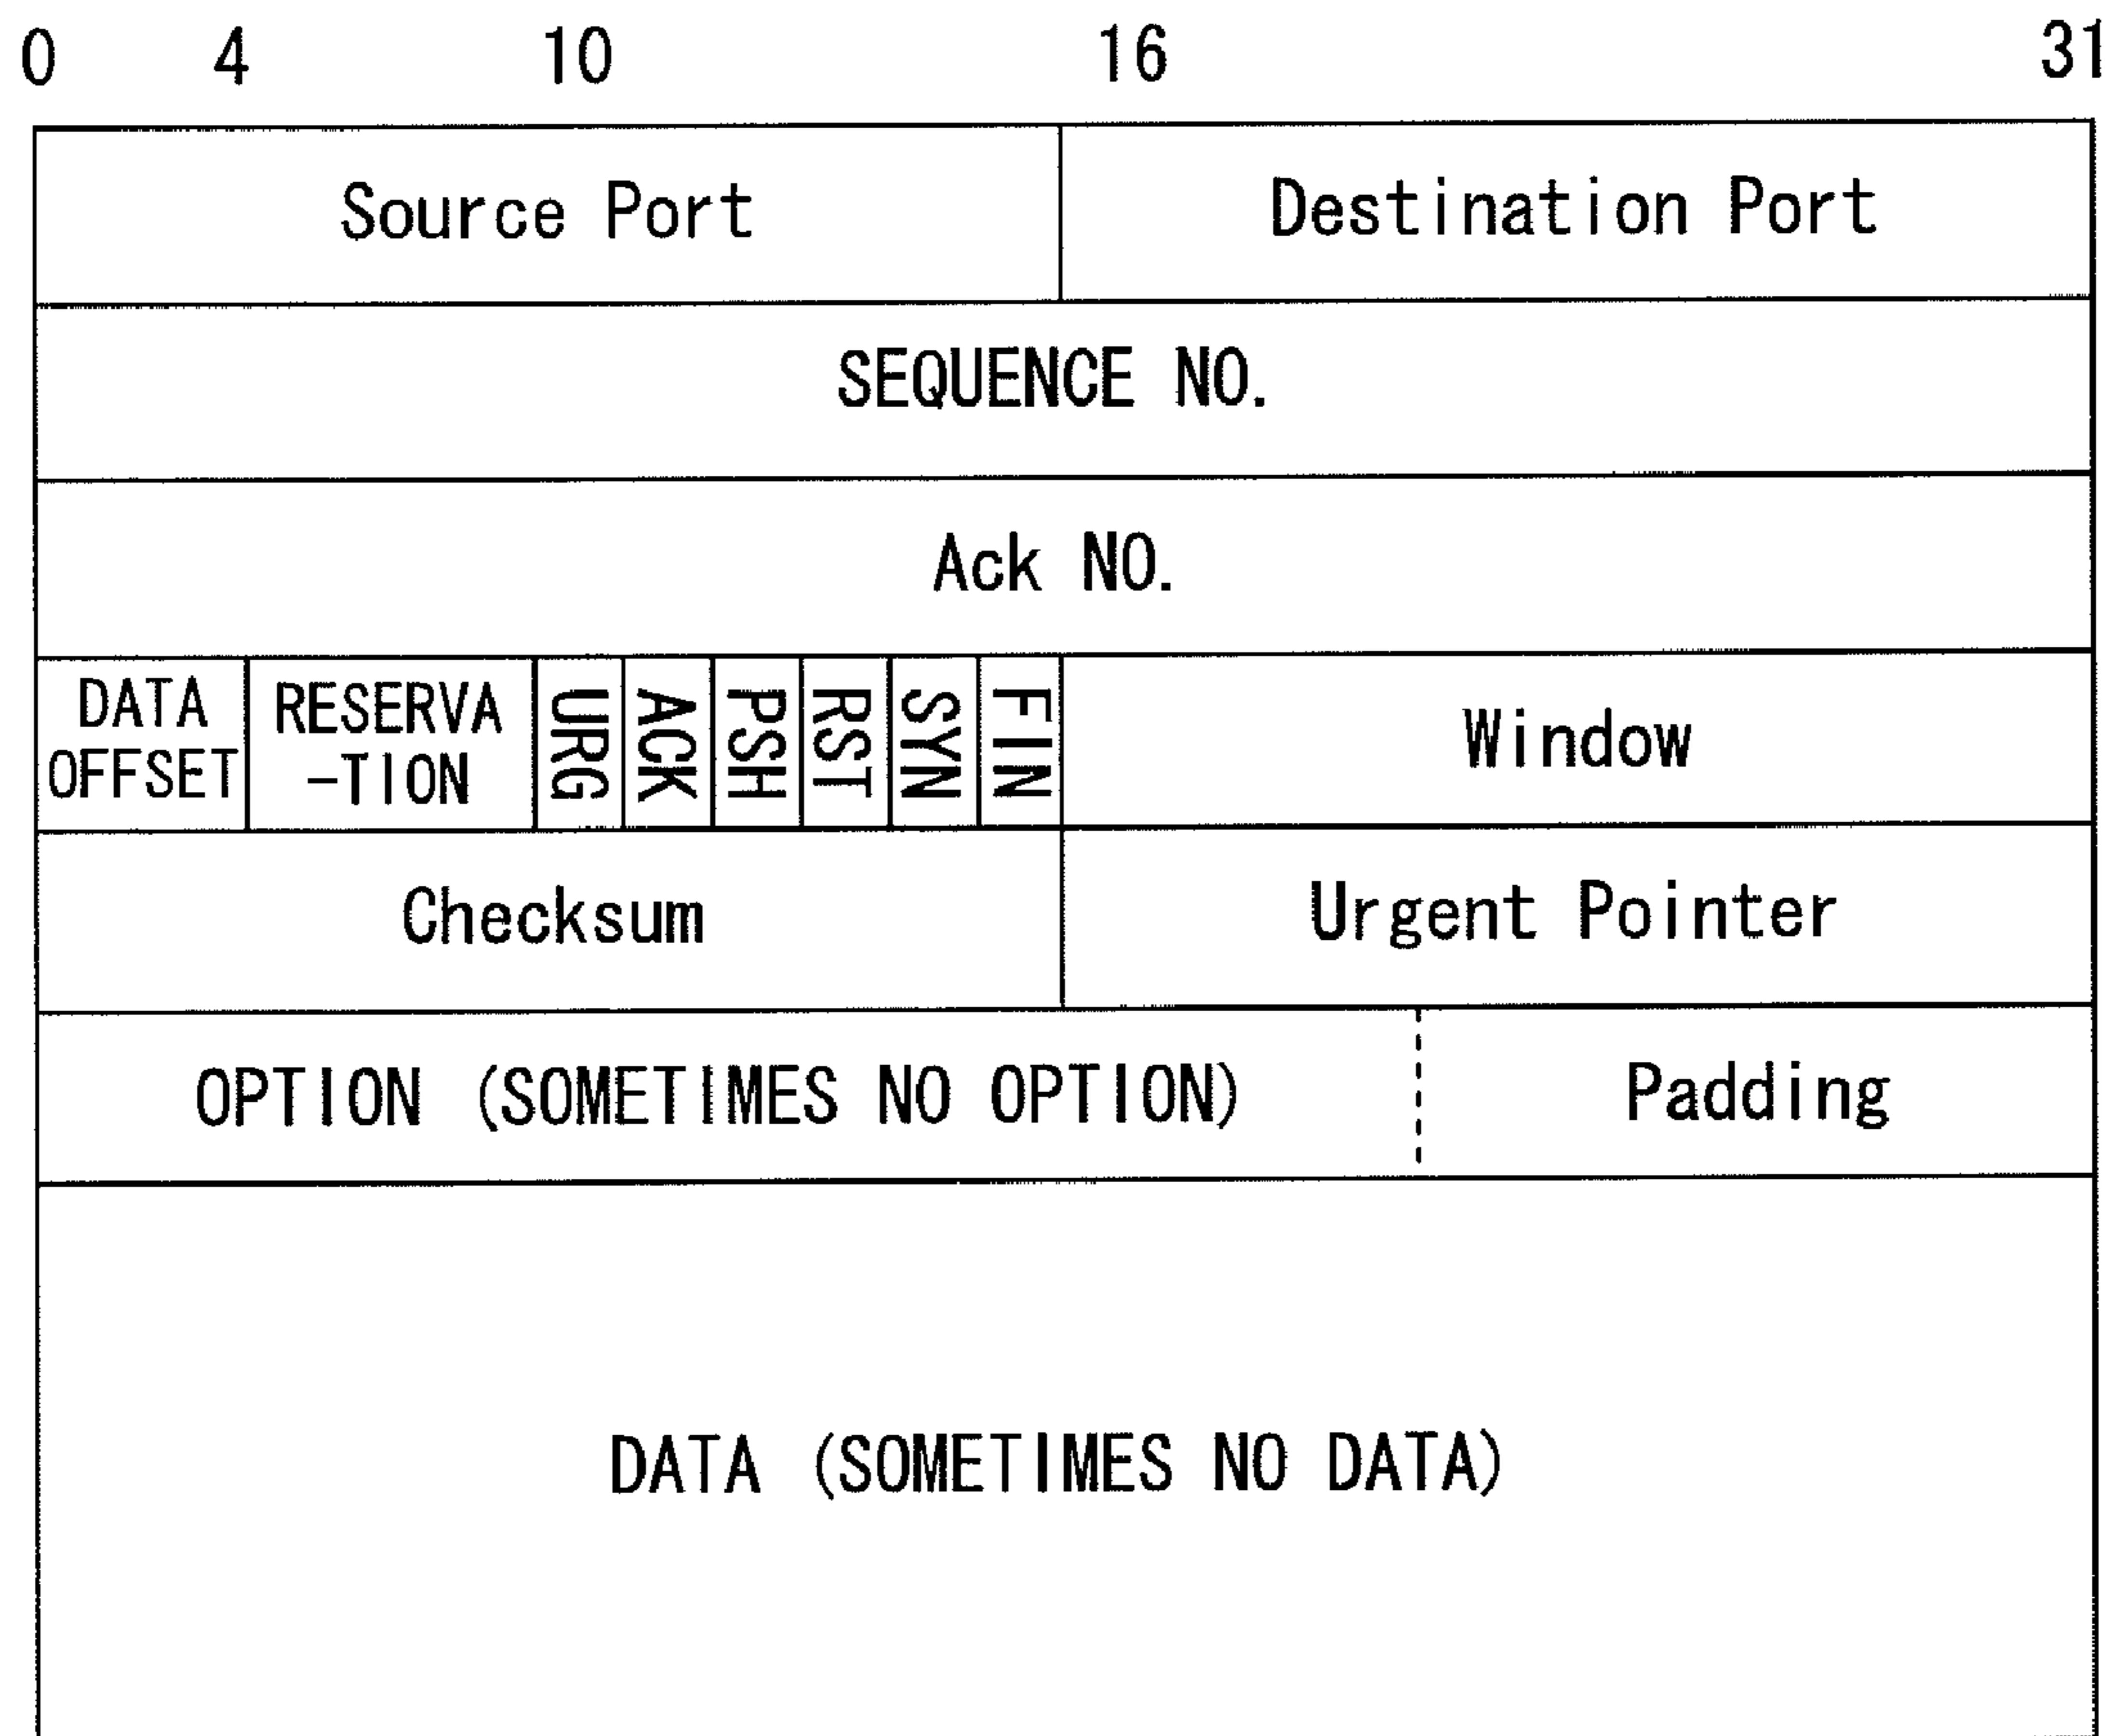 0 4 10 16 31
Source Port Destination Port
SEQUENCE NO.
Ack NO.
DATA
OFFSET
RESERVA
-TION
URG
ACK
PSH
RST
SYN
FIN
Window
Checksum Urgent Pointer
OPTION (SOMETIMES NO OPTION) Padding
DATA (SOMETIMES NO DATA)